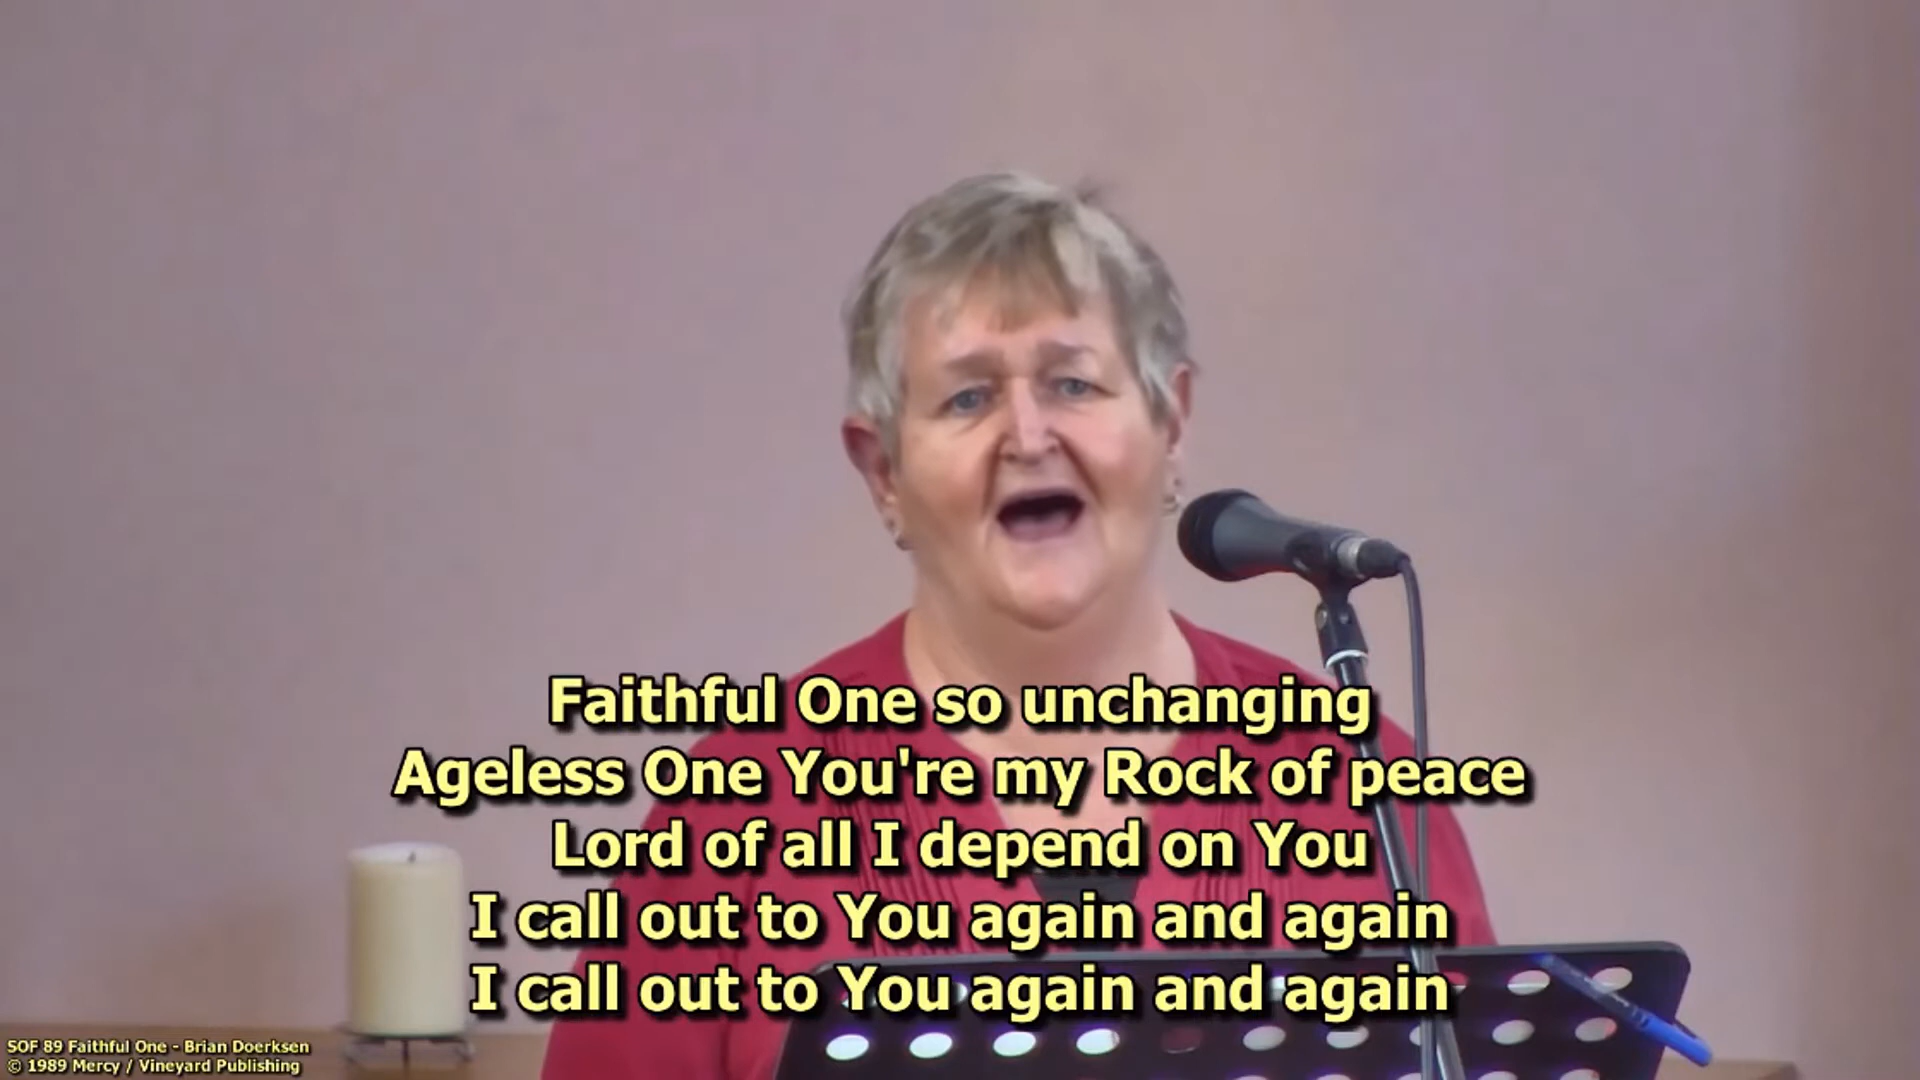 Faithful One so unchanging
Ageless One You're my Rock of peace
Lord of all I depend on You
I call out to You again and again
I call out to You again and again
SOF 89 Faithful One - Brian Doerksen
© 1989 Mercy / Vineyard Publishing